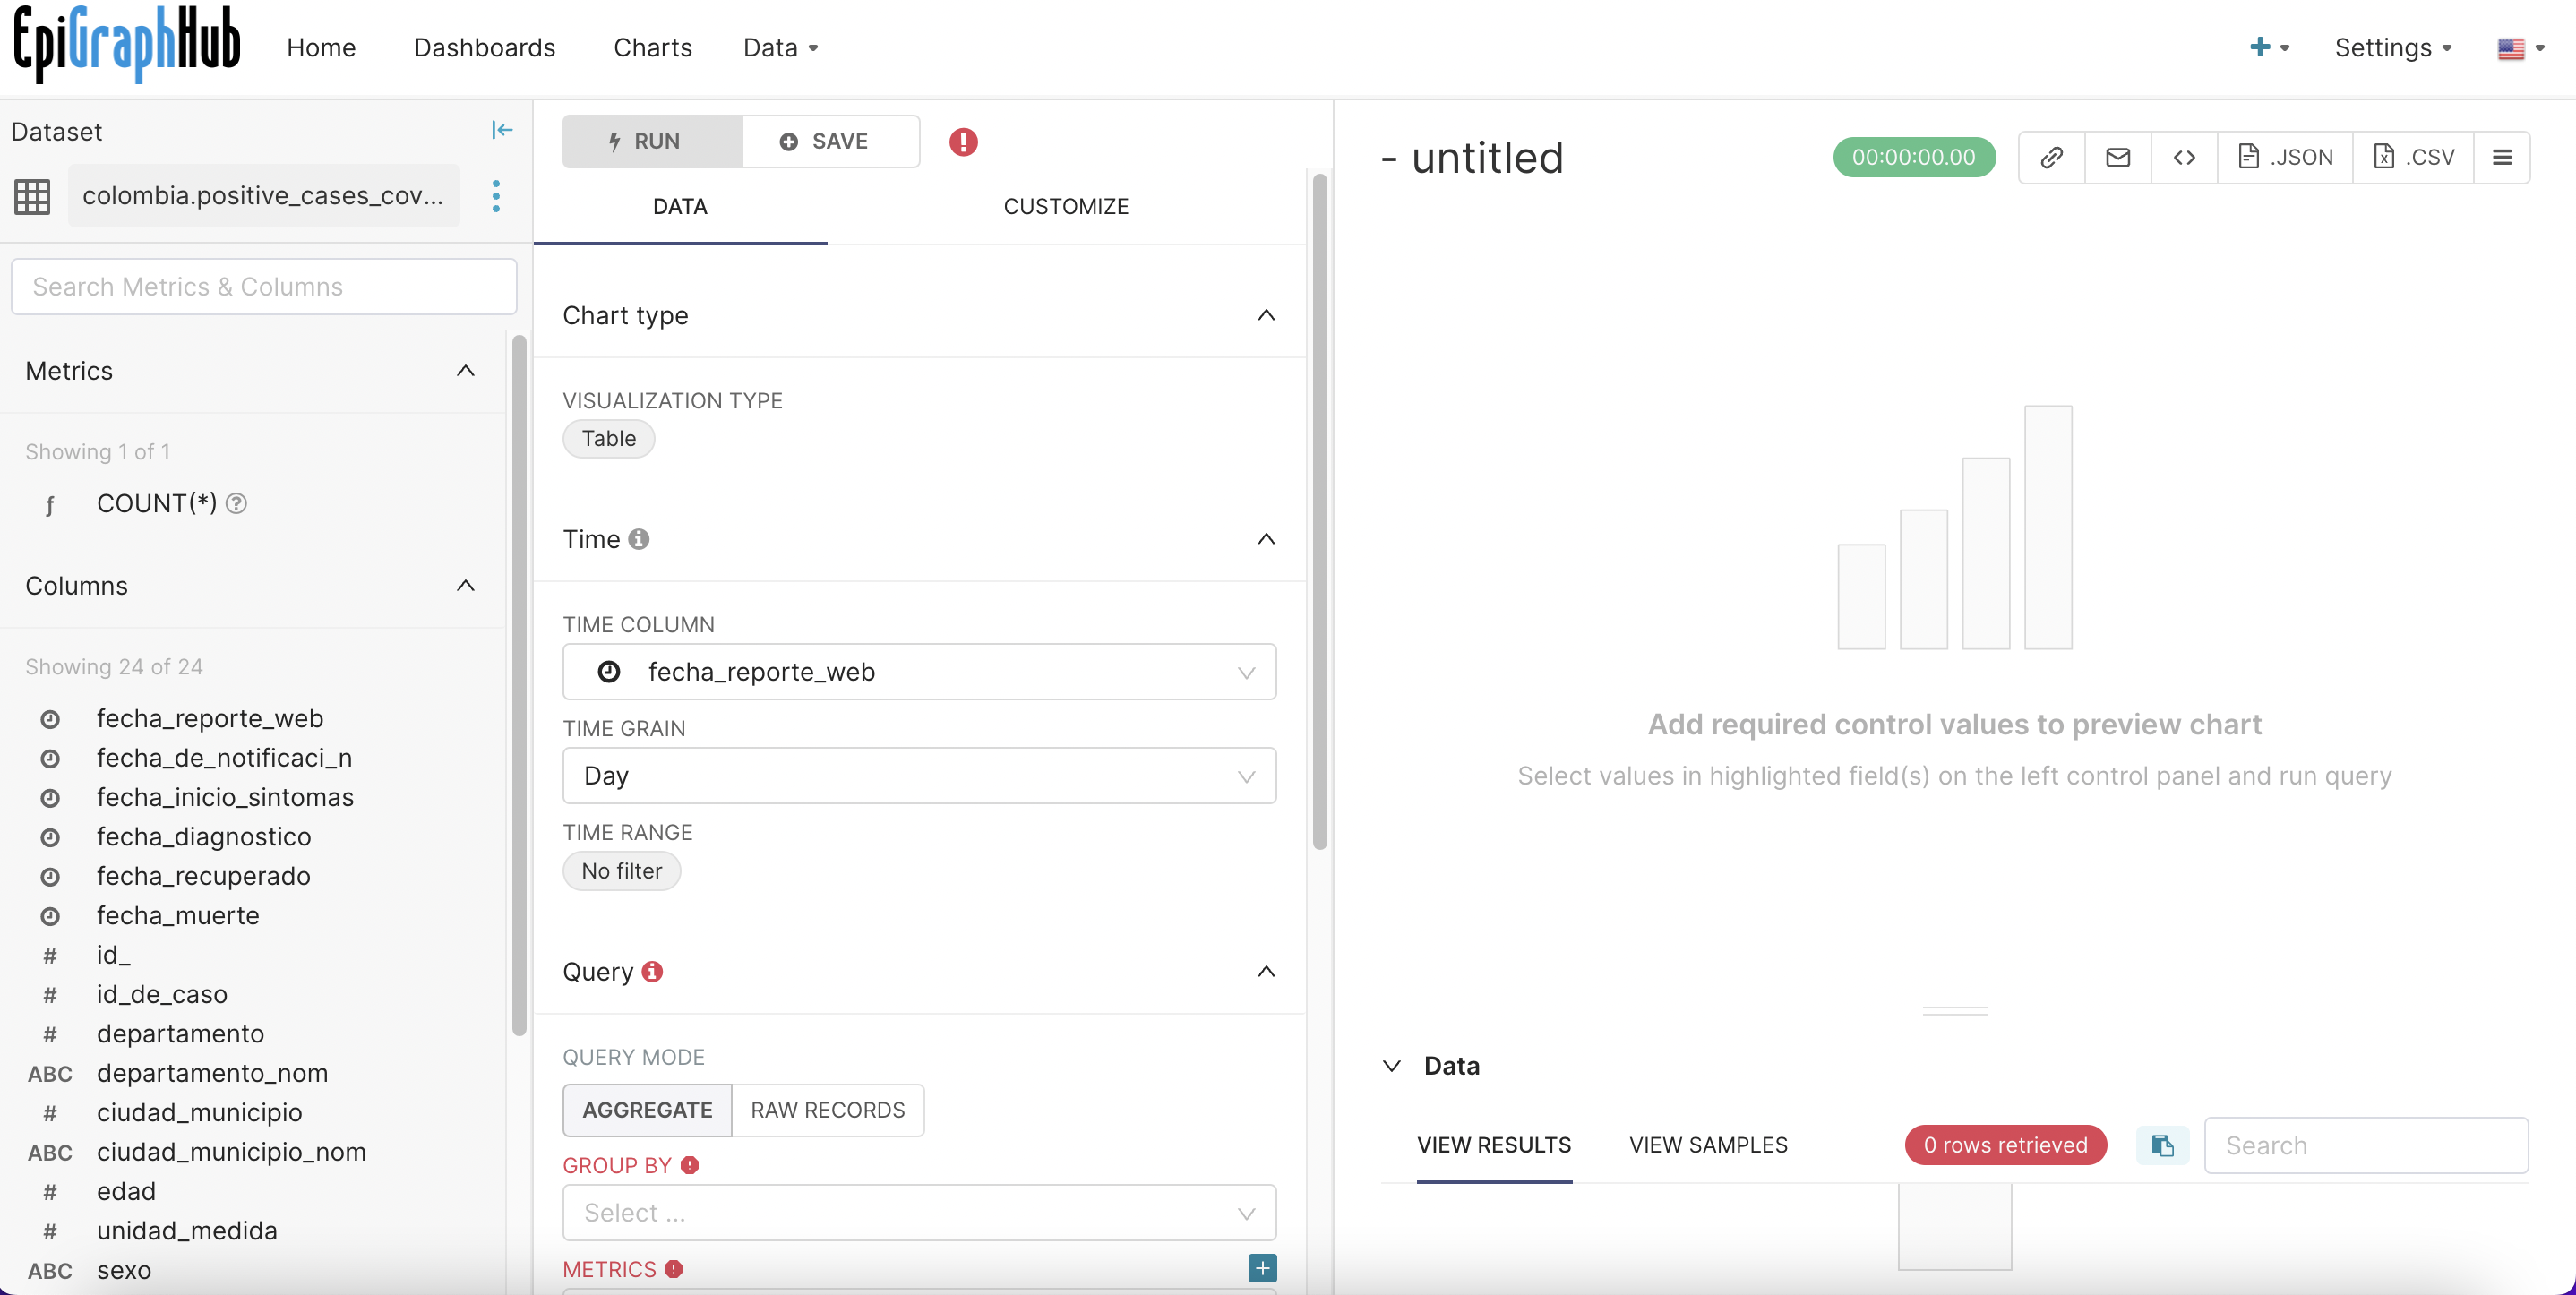 EpiGraphHub
Home
Dashboards
Charts
Data
Settings
Dataset
colombia.positive_cases_cov...
Search Metrics & Columns
Metrics
Showing 1 of 1
ƒ COUNT(*)
Columns
Showing 24 of 24
fecha_reporte_web
fecha_de_notificaci_n
fecha_inicio_sintomas
fecha_diagnostico
fecha_recuperado
fecha_muerte
# id_
# id_de_caso
# departamento
ABC departamento_nom
# ciudad_municipio
ABC ciudad_municipio_nom
# edad
# unidad_medida
ABC sexo
RUN
SAVE
DATA
CUSTOMIZE
Chart type
VISUALIZATION TYPE
Table
Time
TIME COLUMN
fecha_reporte_web
TIME GRAIN
Day
TIME RANGE
No filter
Query
QUERY MODE
AGGREGATE
RAW RECORDS
GROUP BY
Select ...
METRICS
- untitled
00:00:00.00
.JSON
.CSV
Add required control values to preview chart
Select values in highlighted field(s) on the left control panel and run query
Data
VIEW RESULTS
VIEW SAMPLES
0 rows retrieved
Search